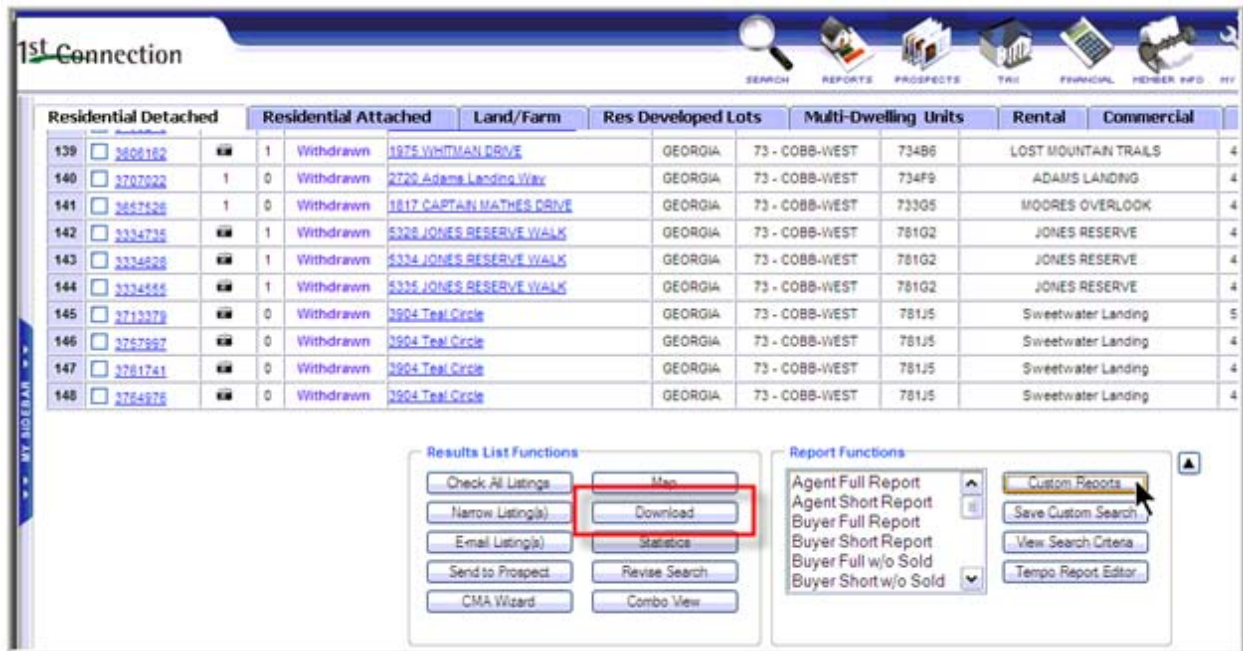 1st Connection
SEARCH REPORTS PROSPECTS TAX FINANCIAL MEMBER INFO MY
Residential Detached Residential Attached Land/Farm Res Developed Lots Multi-Dwelling Units Rental Commercial
139 3606162 1 Withdrawn 1975 WHITMAN DRIVE GEORGIA 73 - COBB-WEST 734B6 LOST MOUNTAIN TRAILS 4
140 3707022 1 0 Withdrawn 2720 Adams Landing Way GEORGIA 73 - COBB-WEST 734F9 ADAMS LANDING 4
141 3657526 1 0 Withdrawn 1817 CAPTAIN MATHES DRIVE GEORGIA 73 - COBB-WEST 733G5 MOORES OVERLOOK 4
142 3334735 1 Withdrawn 5328 JONES RESERVE WALK GEORGIA 73 - COBB-WEST 781G2 JONES RESERVE 4
143 3334628 1 Withdrawn 5334 JONES RESERVE WALK GEORGIA 73 - COBB-WEST 781G2 JONES RESERVE 4
144 3334555 1 Withdrawn 5335 JONES RESERVE WALK GEORGIA 73 - COBB-WEST 781G2 JONES RESERVE 4
145 3713379 0 Withdrawn 3904 Teal Circle GEORGIA 73 - COBB-WEST 781J5 Sweetwater Landing 5
146 3757997 0 Withdrawn 3904 Teal Circle GEORGIA 73 - COBB-WEST 781J5 Sweetwater Landing 4
147 3761741 0 Withdrawn 3904 Teal Circle GEORGIA 73 - COBB-WEST 781J5 Sweetwater Landing 4
148 3764976 0 Withdrawn 3904 Teal Circle GEORGIA 73 - COBB-WEST 781J5 Sweetwater Landing 4
MY SIDEBAR
Results List Functions
Check All Listings Map
Narrow Listing(s) Download
E-mail Listing(s) Statistics
Send to Prospect Revise Search
CMA Wizard Combo View
Report Functions
Agent Full Report
Agent Short Report
Buyer Full Report
Buyer Short Report
Buyer Full w/o Sold
Buyer Short w/o Sold
Custom Reports
Save Custom Search
View Search Criteria
Tempo Report Editor